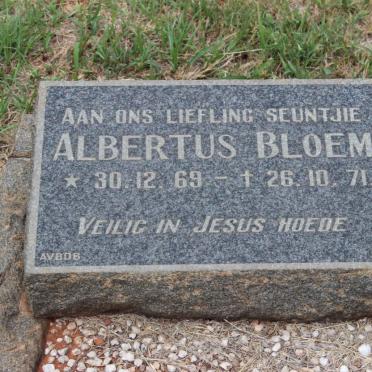 AAN ONS LIEFLING SEUNTJIE
ALBERTUS BLOEM
★ 30.12.69 – † 26.10.71
VEILIG IN JESUS HOEDE
AVBOB